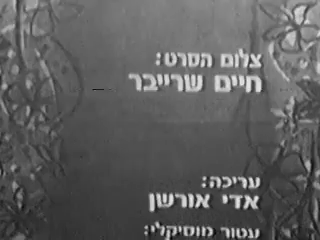 צלום הסרט:
חיים שרייבר
עריכה:
אדי אורשן
עטור מוסיקלי: